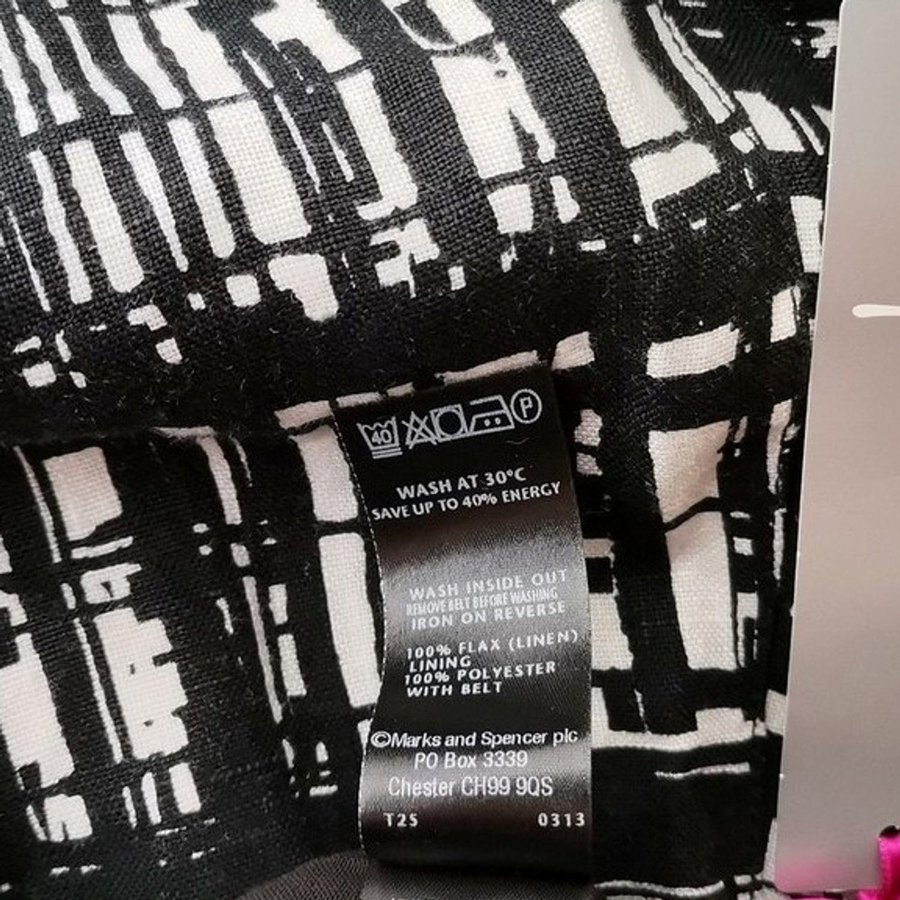 40 P
WASH AT 30°C
SAVE UP TO 40% ENERGY
WASH INSIDE OUT
REMOVE BELT BEFORE WASHING
IRON ON REVERSE
100% FLAX (LINEN)
LINING
100% POLYESTER
WITH BELT
©Marks and Spencer plc
PO Box 3339
Chester CH99 9QS
T25 0313